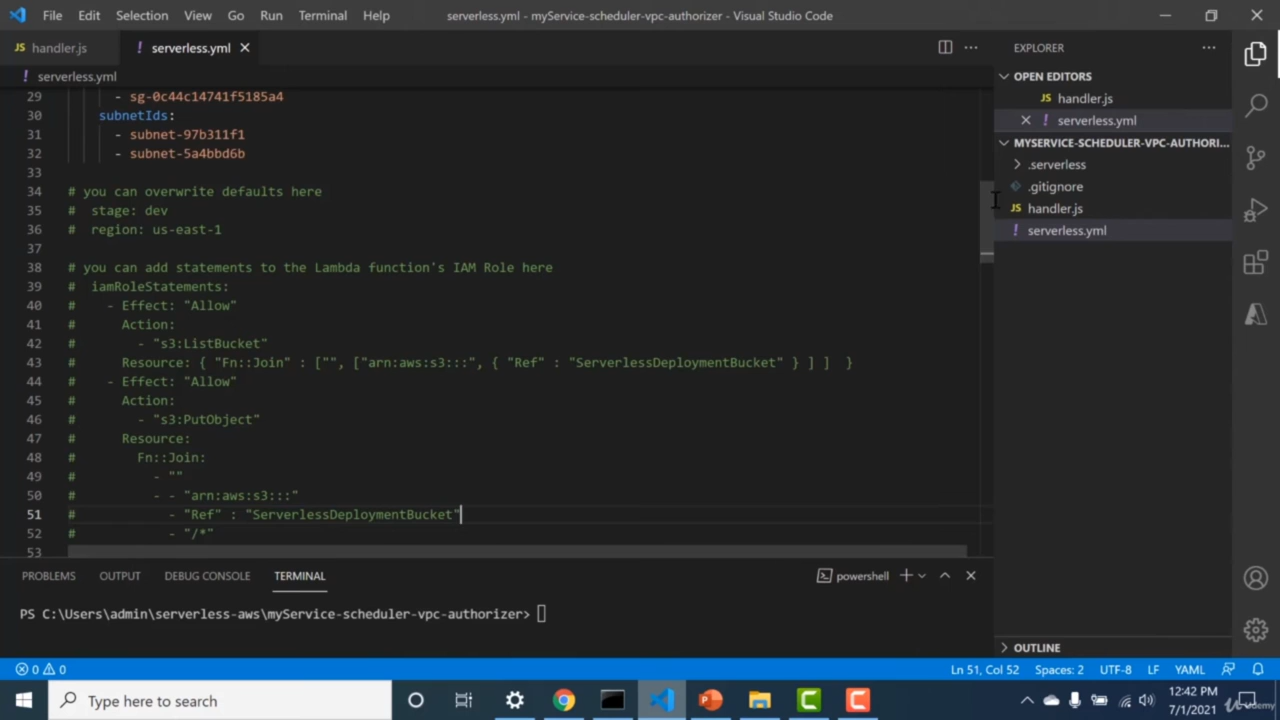 File Edit Selection View Go Run Terminal Help serverless.yml - myService-scheduler-vpc-authorizer - Visual Studio Code
JS handler.js ! serverless.yml ×
! serverless.yml
29 - sg-0c44c14741f5185a4
30 subnetIds:
31 - subnet-97b311f1
32 - subnet-5a4bbd6b
33
34 # you can overwrite defaults here
35 # stage: dev
36 # region: us-east-1
37
38 # you can add statements to the Lambda function's IAM Role here
39 # iamRoleStatements:
40 # - Effect: "Allow"
41 # Action:
42 # - "s3:ListBucket"
43 # Resource: { "Fn::Join" : ["", ["arn:aws:s3:::", { "Ref" : "ServerlessDeploymentBucket" } ] ] }
44 # - Effect: "Allow"
45 # Action:
46 # - "s3:PutObject"
47 # Resource:
48 # Fn::Join:
49 # - ""
50 # - - "arn:aws:s3:::"
51 # - "Ref" : "ServerlessDeploymentBucket"
52 # - "/*"
53
EXPLORER
OPEN EDITORS
JS handler.js
! serverless.yml
MYSERVICE-SCHEDULER-VPC-AUTHORI...
.serverless
.gitignore
JS handler.js
! serverless.yml
OUTLINE
PROBLEMS OUTPUT DEBUG CONSOLE TERMINAL powershell
PS C:\Users\admin\serverless-aws\myService-scheduler-vpc-authorizer>
0 0 Ln 51, Col 52 Spaces: 2 UTF-8 LF YAML
Type here to search
12:42 PM
7/1/2021
Udemy